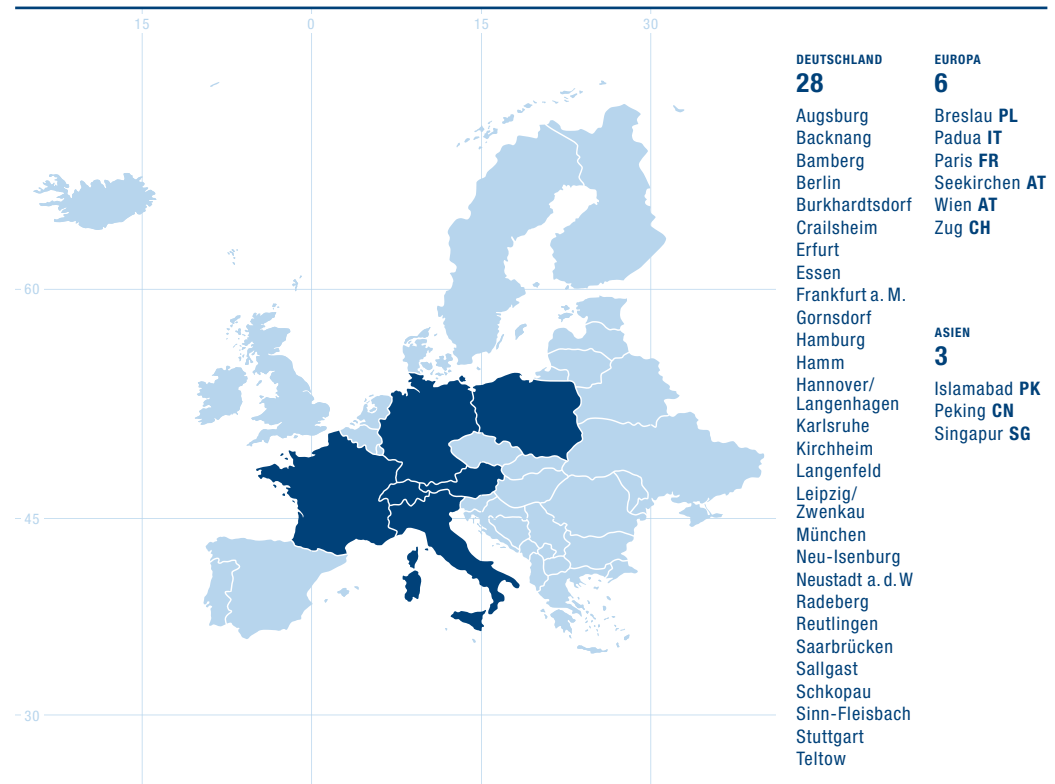 15 0 15 30
60
45
30
DEUTSCHLAND
28
Augsburg
Backnang
Bamberg
Berlin
Burkhardtsdorf
Crailsheim
Erfurt
Essen
Frankfurt a. M.
Gornsdorf
Hamburg
Hamm
Hannover/
Langenhagen
Karlsruhe
Kirchheim
Langenfeld
Leipzig/
Zwenkau
München
Neu-Isenburg
Neustadt a. d. W
Radeberg
Reutlingen
Saarbrücken
Sallgast
Schkopau
Sinn-Fleisbach
Stuttgart
Teltow
EUROPA
6
Breslau PL
Padua IT
Paris FR
Seekirchen AT
Wien AT
Zug CH
ASIEN
3
Islamabad PK
Peking CN
Singapur SG